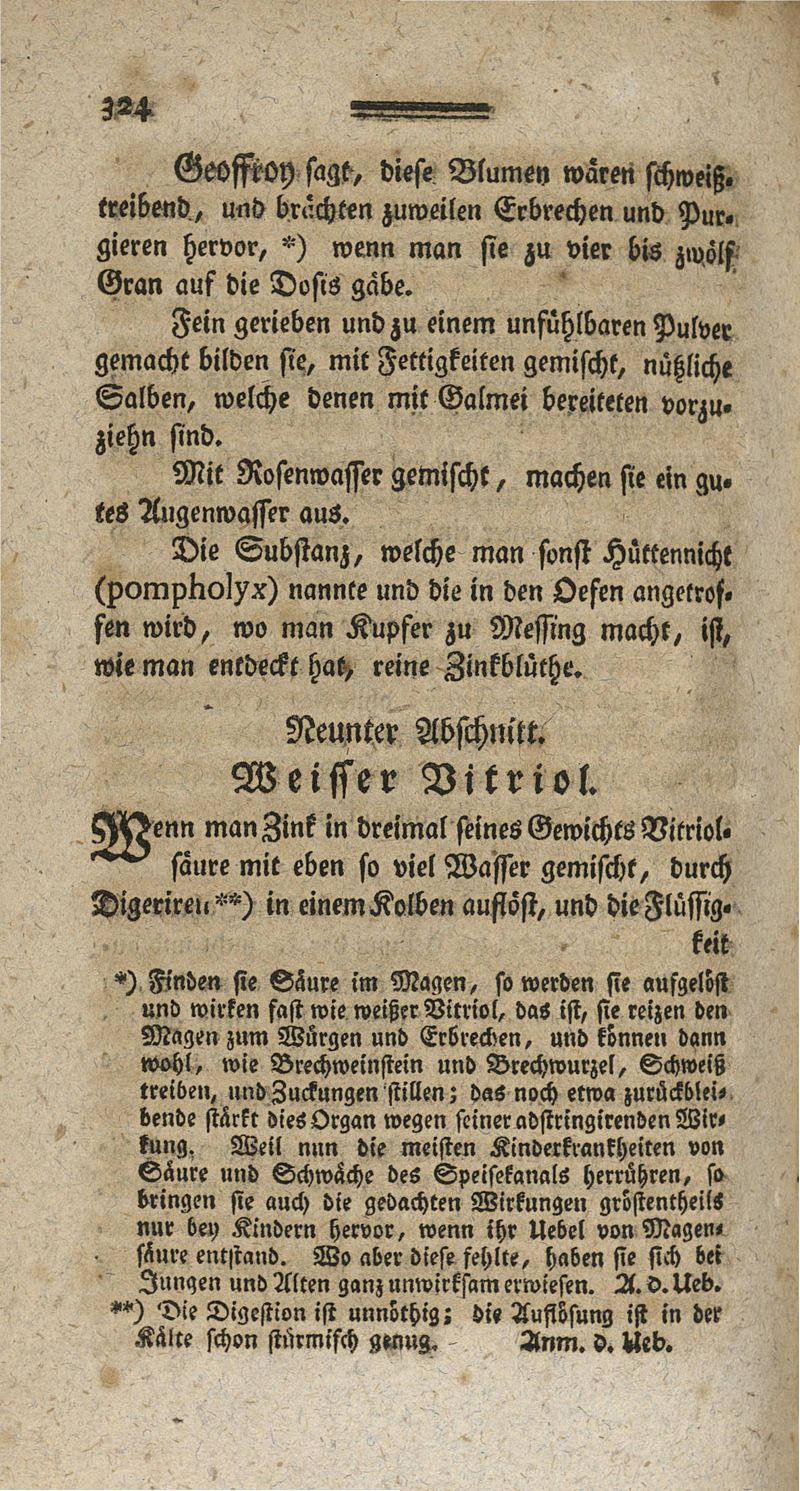 324
Geoffroy sagt, diese Blumen wären schweiß-
treibend, und brächten zuweilen Erbrechen und Pur-
gieren hervor, *) wenn man sie zu vier bis zwölf
Gran auf die Dosis gäbe.
Fein gerieben und zu einem unfühlbaren Pulver
gemacht bilden sie, mit Fettigkeiten gemischt, nützliche
Salben, welche denen mit Galmei bereiteten vorzu-
ziehn sind.
Mit Rosenwasser gemischt, machen sie ein gu-
tes Augenwasser aus.
Die Substanz, welche man sonst Hüttennicht
(pompholyx) nannte und die in den Oefen angetrof-
fen wird, wo man Kupfer zu Messing macht, ist,
wie man entdeckt hat, reine Zinkblüthe.
Neunter Abschnitt.
Weisser Vitriol.
Wenn man Zink in dreimal seines Gewichts Vitriol-
säure mit eben so viel Wasser gemischt, durch
Digeriren **) in einem Kolben auflöst, und die Flüssig-
keit
*) Finden sie Säure im Magen, so werden sie aufgelöst
und wirken fast wie weißer Vitriol, das ist, sie reizen den
Magen zum Würgen und Erbrechen, und können dann
wohl, wie Brechweinstein und Brechwurzel, Schweiß
treiben, und Zuckungen stillen; das noch etwa zurückblei-
bende stärkt dies Organ wegen seiner adstringirenden Wir-
kung. Weil nun die meisten Kinderkrankheiten von
Säure und Schwäche des Speisekanals herrühren, so
bringen sie auch die gedachten Wirkungen gröstentheils
nur bey Kindern hervor, wenn ihr Uebel von Magen-
säure entstand. Wo aber diese fehlte, haben sie sich bei
Jungen und Alten ganz unwirksam erwiesen. A. d. Ueb.
**) Die Digestion ist unnöthig; die Auflösung ist in der
Kälte schon stürmisch genug. Anm. d. Ueb.